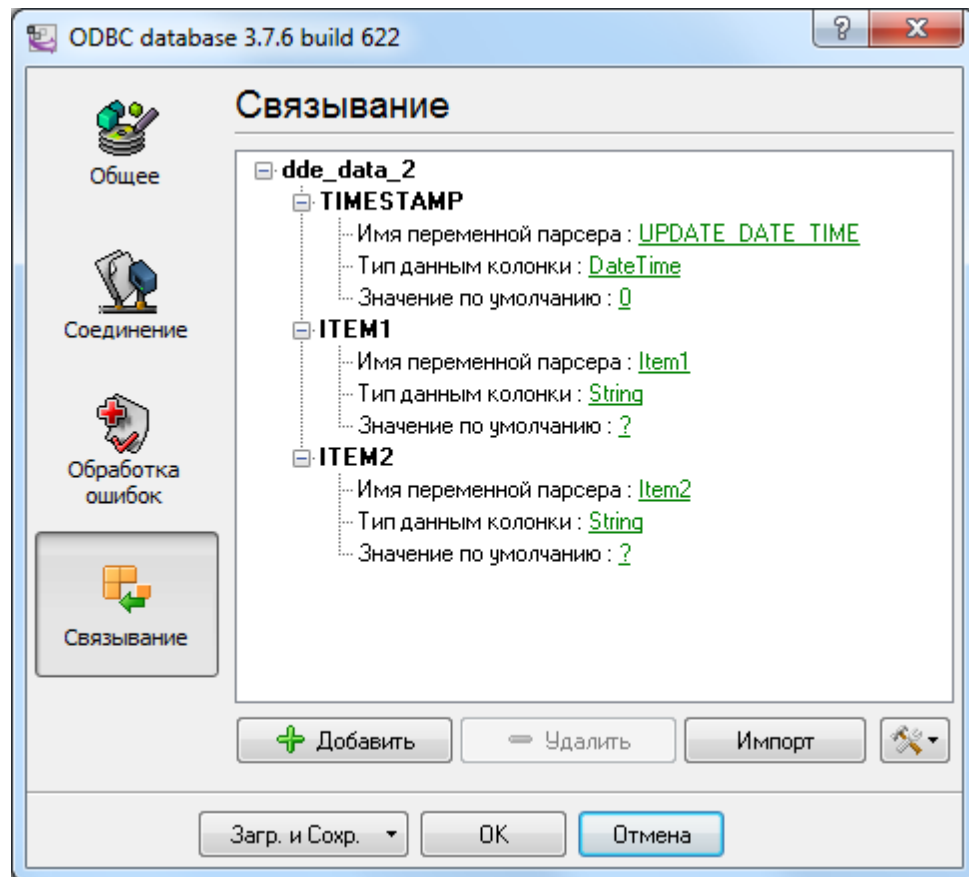 ODBC database 3.7.6 build 622
Общее
Соединение
Обработка
ошибок
Связывание
Связывание
dde_data_2
TIMESTAMP
Имя переменной парсера : UPDATE_DATE_TIME
Тип данным колонки : DateTime
Значение по умолчанию : 0
ITEM1
Имя переменной парсера : Item1
Тип данным колонки : String
Значение по умолчанию : ?
ITEM2
Имя переменной парсера : Item2
Тип данным колонки : String
Значение по умолчанию : ?
Добавить
Удалить
Импорт
Загр. и Сохр.
OK
Отмена